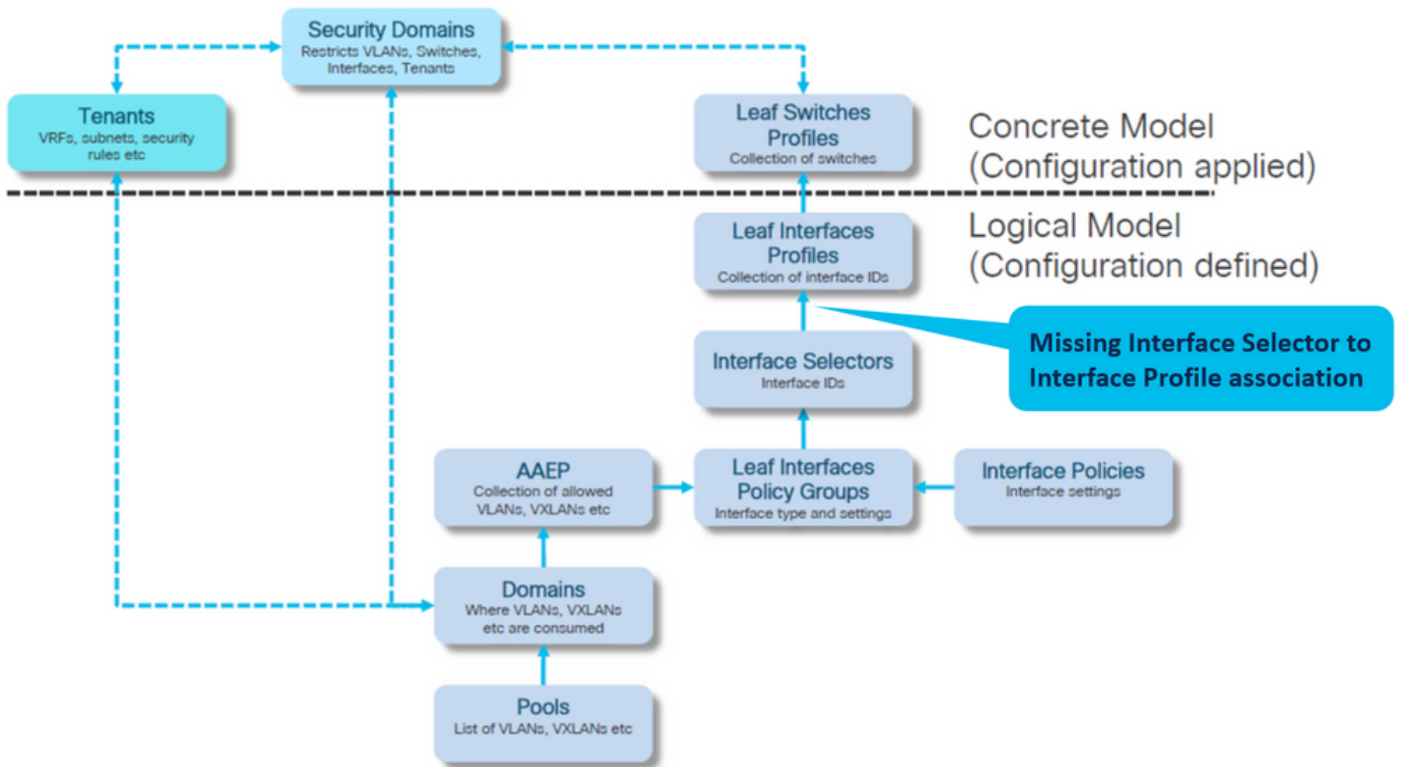 Security Domains
Restricts VLANs, Switches,
Interfaces, Tenants
Tenants
VRFs, subnets, security
rules etc
Leaf Switches
Profiles
Collection of switches
Concrete Model
(Configuration applied)
Leaf Interfaces
Profiles
Collection of interface IDs
Logical Model
(Configuration defined)
Missing Interface Selector to
Interface Profile association
Interface Selectors
Interface IDs
AAEP
Collection of allowed
VLANs, VXLANs etc
Leaf Interfaces
Policy Groups
Interface type and settings
Interface Policies
Interface settings
Domains
Where VLANs, VXLANs
etc are consumed
Pools
List of VLANs, VXLANs etc